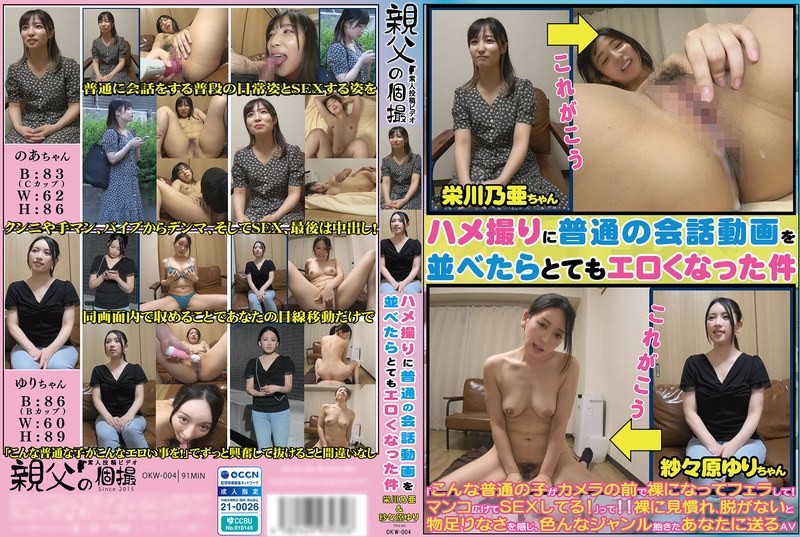 普通に会話をする普段の日常姿とSEXする姿を
のあちゃん
B:83
(Cカップ)
W:62
H:86
クンニや手マン、バイブからデンマ、そしてSEX、最後は中出し!
同画面内で収めることであなたの目線移動だけで
ゆりちゃん
B:86
(Bカップ)
W:60
H:89
「こんな普通な子がこんなエロい事を!」でずっと興奮して抜けること間違いなし
親父の個撮
素人投稿ビデオ
Since 2015
OKW-004 91MIN
CCN
成人指定
21-0026
CCBU
No.010145
親父の個撮
素人投稿ビデオ
ハメ撮りに普通の会話動画を
並べたらとてもエロくなった件
栄川乃亜
&
紗々原ゆり
OKW-004
これがこう
栄川乃亜ちゃん
ハメ撮りに普通の会話動画を
並べたらとてもエロくなった件
これがこう
紗々原ゆりちゃん
「こんな普通の子がカメラの前で裸になってフェラして!
マンコ広げてSEXしてる!」って!!裸に見慣れ、脱がないと
物足りなさを感じ、色んなジャンル飽きたあなたに送るAV